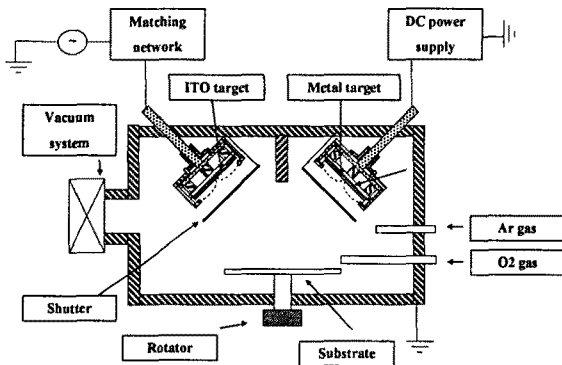 Matching
network
DC power
supply
~
ITO target
Metal target
Vacuum
system
Ar gas
O2 gas
Shutter
Rotator
Substrate